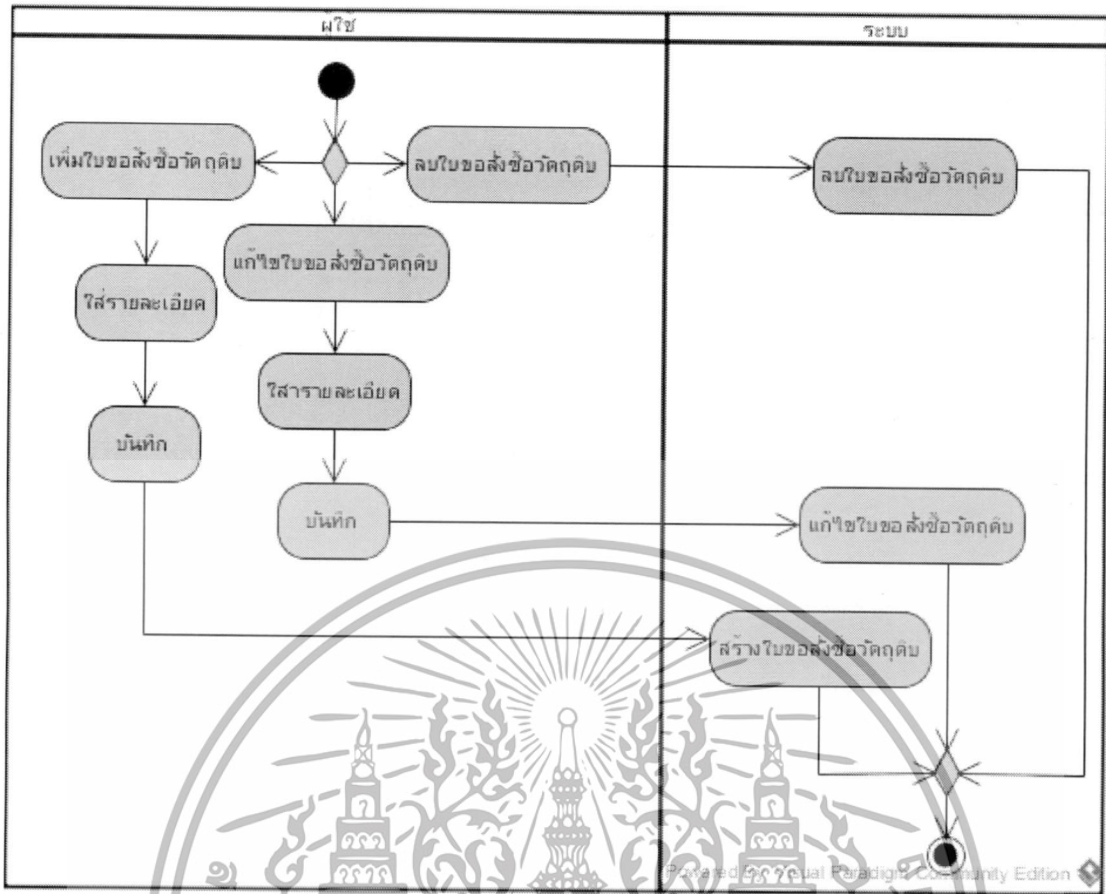 ผู้ใช้
ระบบ
เพิ่มใบขอสั่งซื้อวัตถุดิบ
ลบใบขอสั่งซื้อวัตถุดิบ
ลบใบขอสั่งซื้อวัตถุดิบ
แก้ไขใบขอสั่งซื้อวัตถุดิบ
ใส่รายละเอียด
ใสารายละเอียด
บันทึก
บันทึก
แก้ไขใบขอสั่งซื้อวัตถุดิบ
สร้างใบขอสั่งซื้อวัตถุดิบ
Powered By Visual Paradigm Community Edition